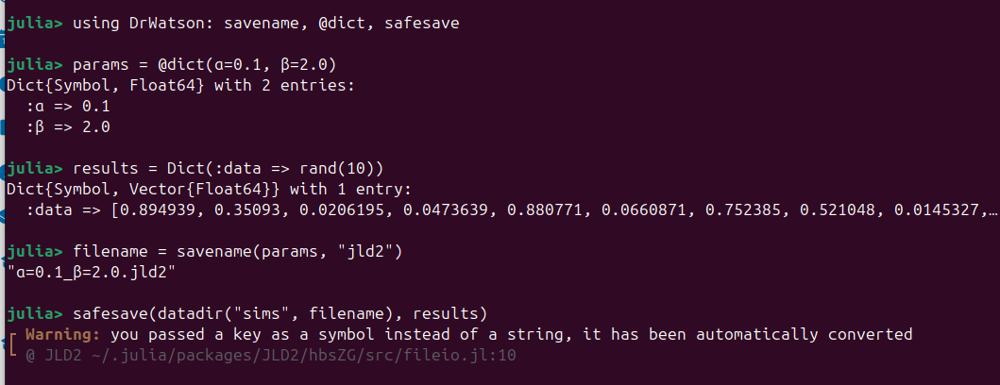 julia> using DrWatson: savename, @dict, safesave
julia> params = @dict(α=0.1, β=2.0)
Dict{Symbol, Float64} with 2 entries:
:α => 0.1
:β => 2.0
julia> results = Dict(:data => rand(10))
Dict{Symbol, Vector{Float64}} with 1 entry:
:data => [0.894939, 0.35093, 0.0206195, 0.0473639, 0.880771, 0.0660871, 0.752385, 0.521048, 0.0145327,…
julia> filename = savename(params, "jld2")
"α=0.1_β=2.0.jld2"
julia> safesave(datadir("sims", filename), results)
┌ Warning: you passed a key as a symbol instead of a string, it has been automatically converted
└ @ JLD2 ~/.julia/packages/JLD2/hbsZG/src/fileio.jl:10